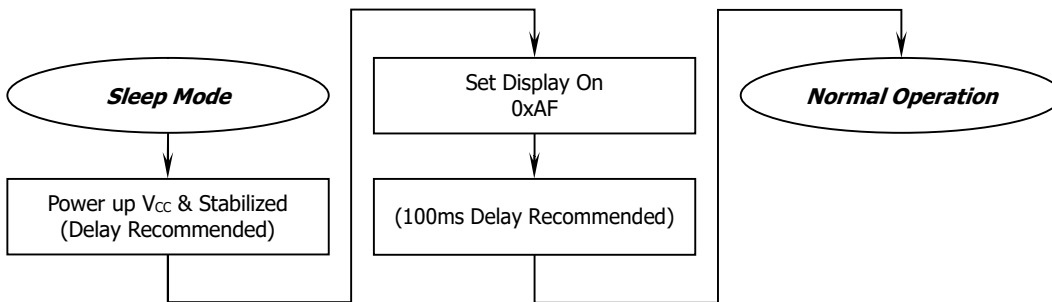 Sleep Mode
Power up VCC & Stabilized
(Delay Recommended)
Set Display On
0xAF
(100ms Delay Recommended)
Normal Operation